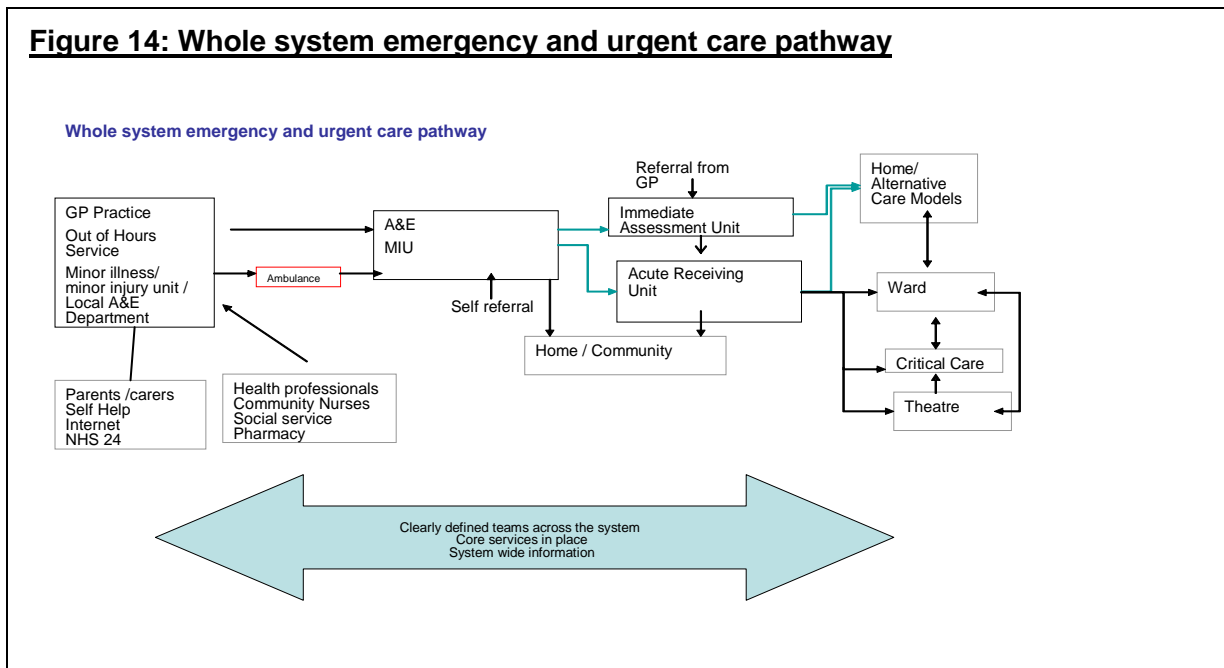 Figure 14: Whole system emergency and urgent care pathway
Whole system emergency and urgent care pathway
GP Practice
Out of Hours
Service
Minor illness/
minor injury unit /
Local A&E
Department
Ambulance
A&E
MIU
Self referral
Referral from
GP
Immediate
Assessment Unit
Acute Receiving
Unit
Home / Community
Home/
Alternative
Care Models
Ward
Critical Care
Theatre
Parents /carers
Self Help
Internet
NHS 24
Health professionals
Community Nurses
Social service
Pharmacy
Clearly defined teams across the system
Core services in place
System wide information